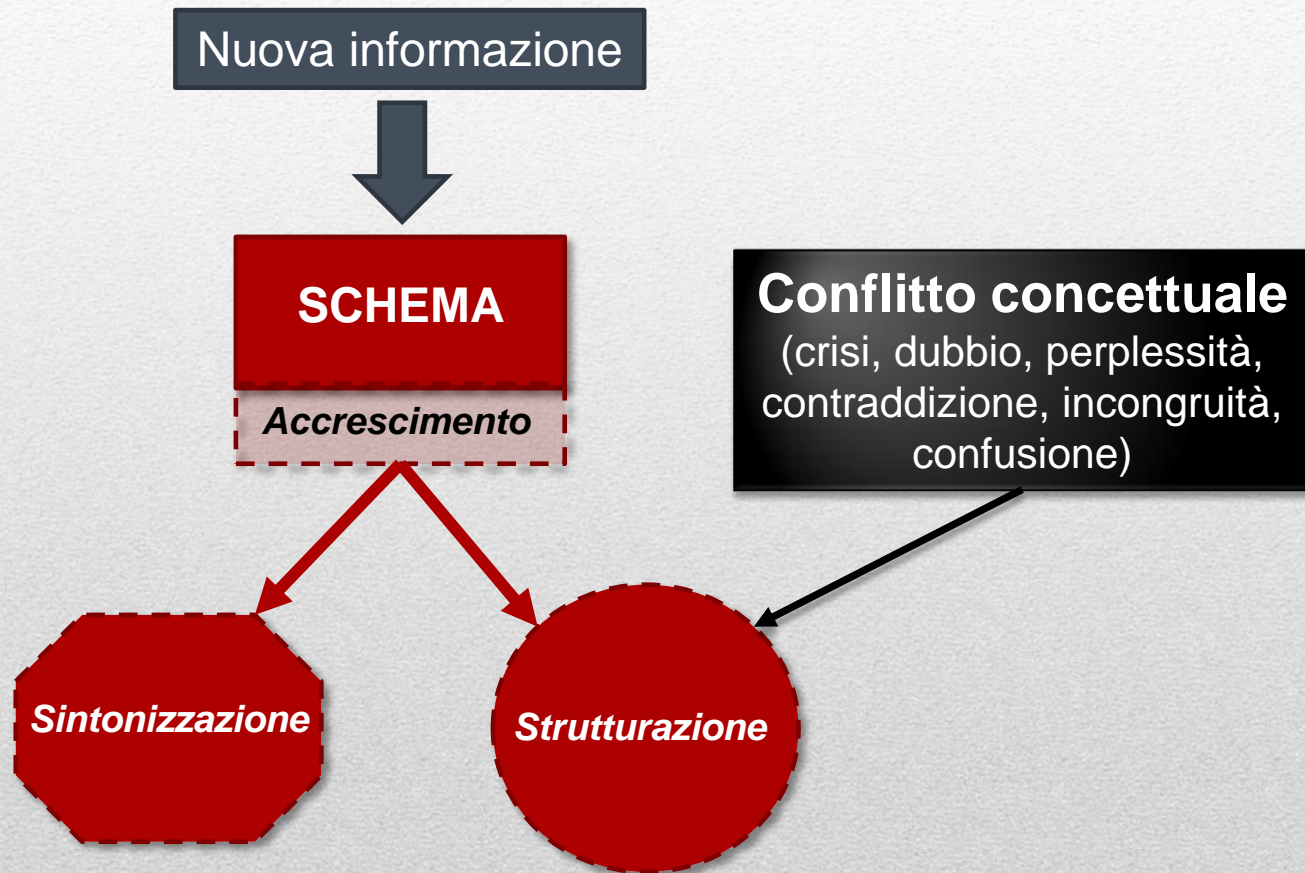 Nuova informazione
SCHEMA
Accrescimento
Conflitto concettuale
(crisi, dubbio, perplessità,
contraddizione, incongruità,
confusione)
Sintonizzazione
Strutturazione